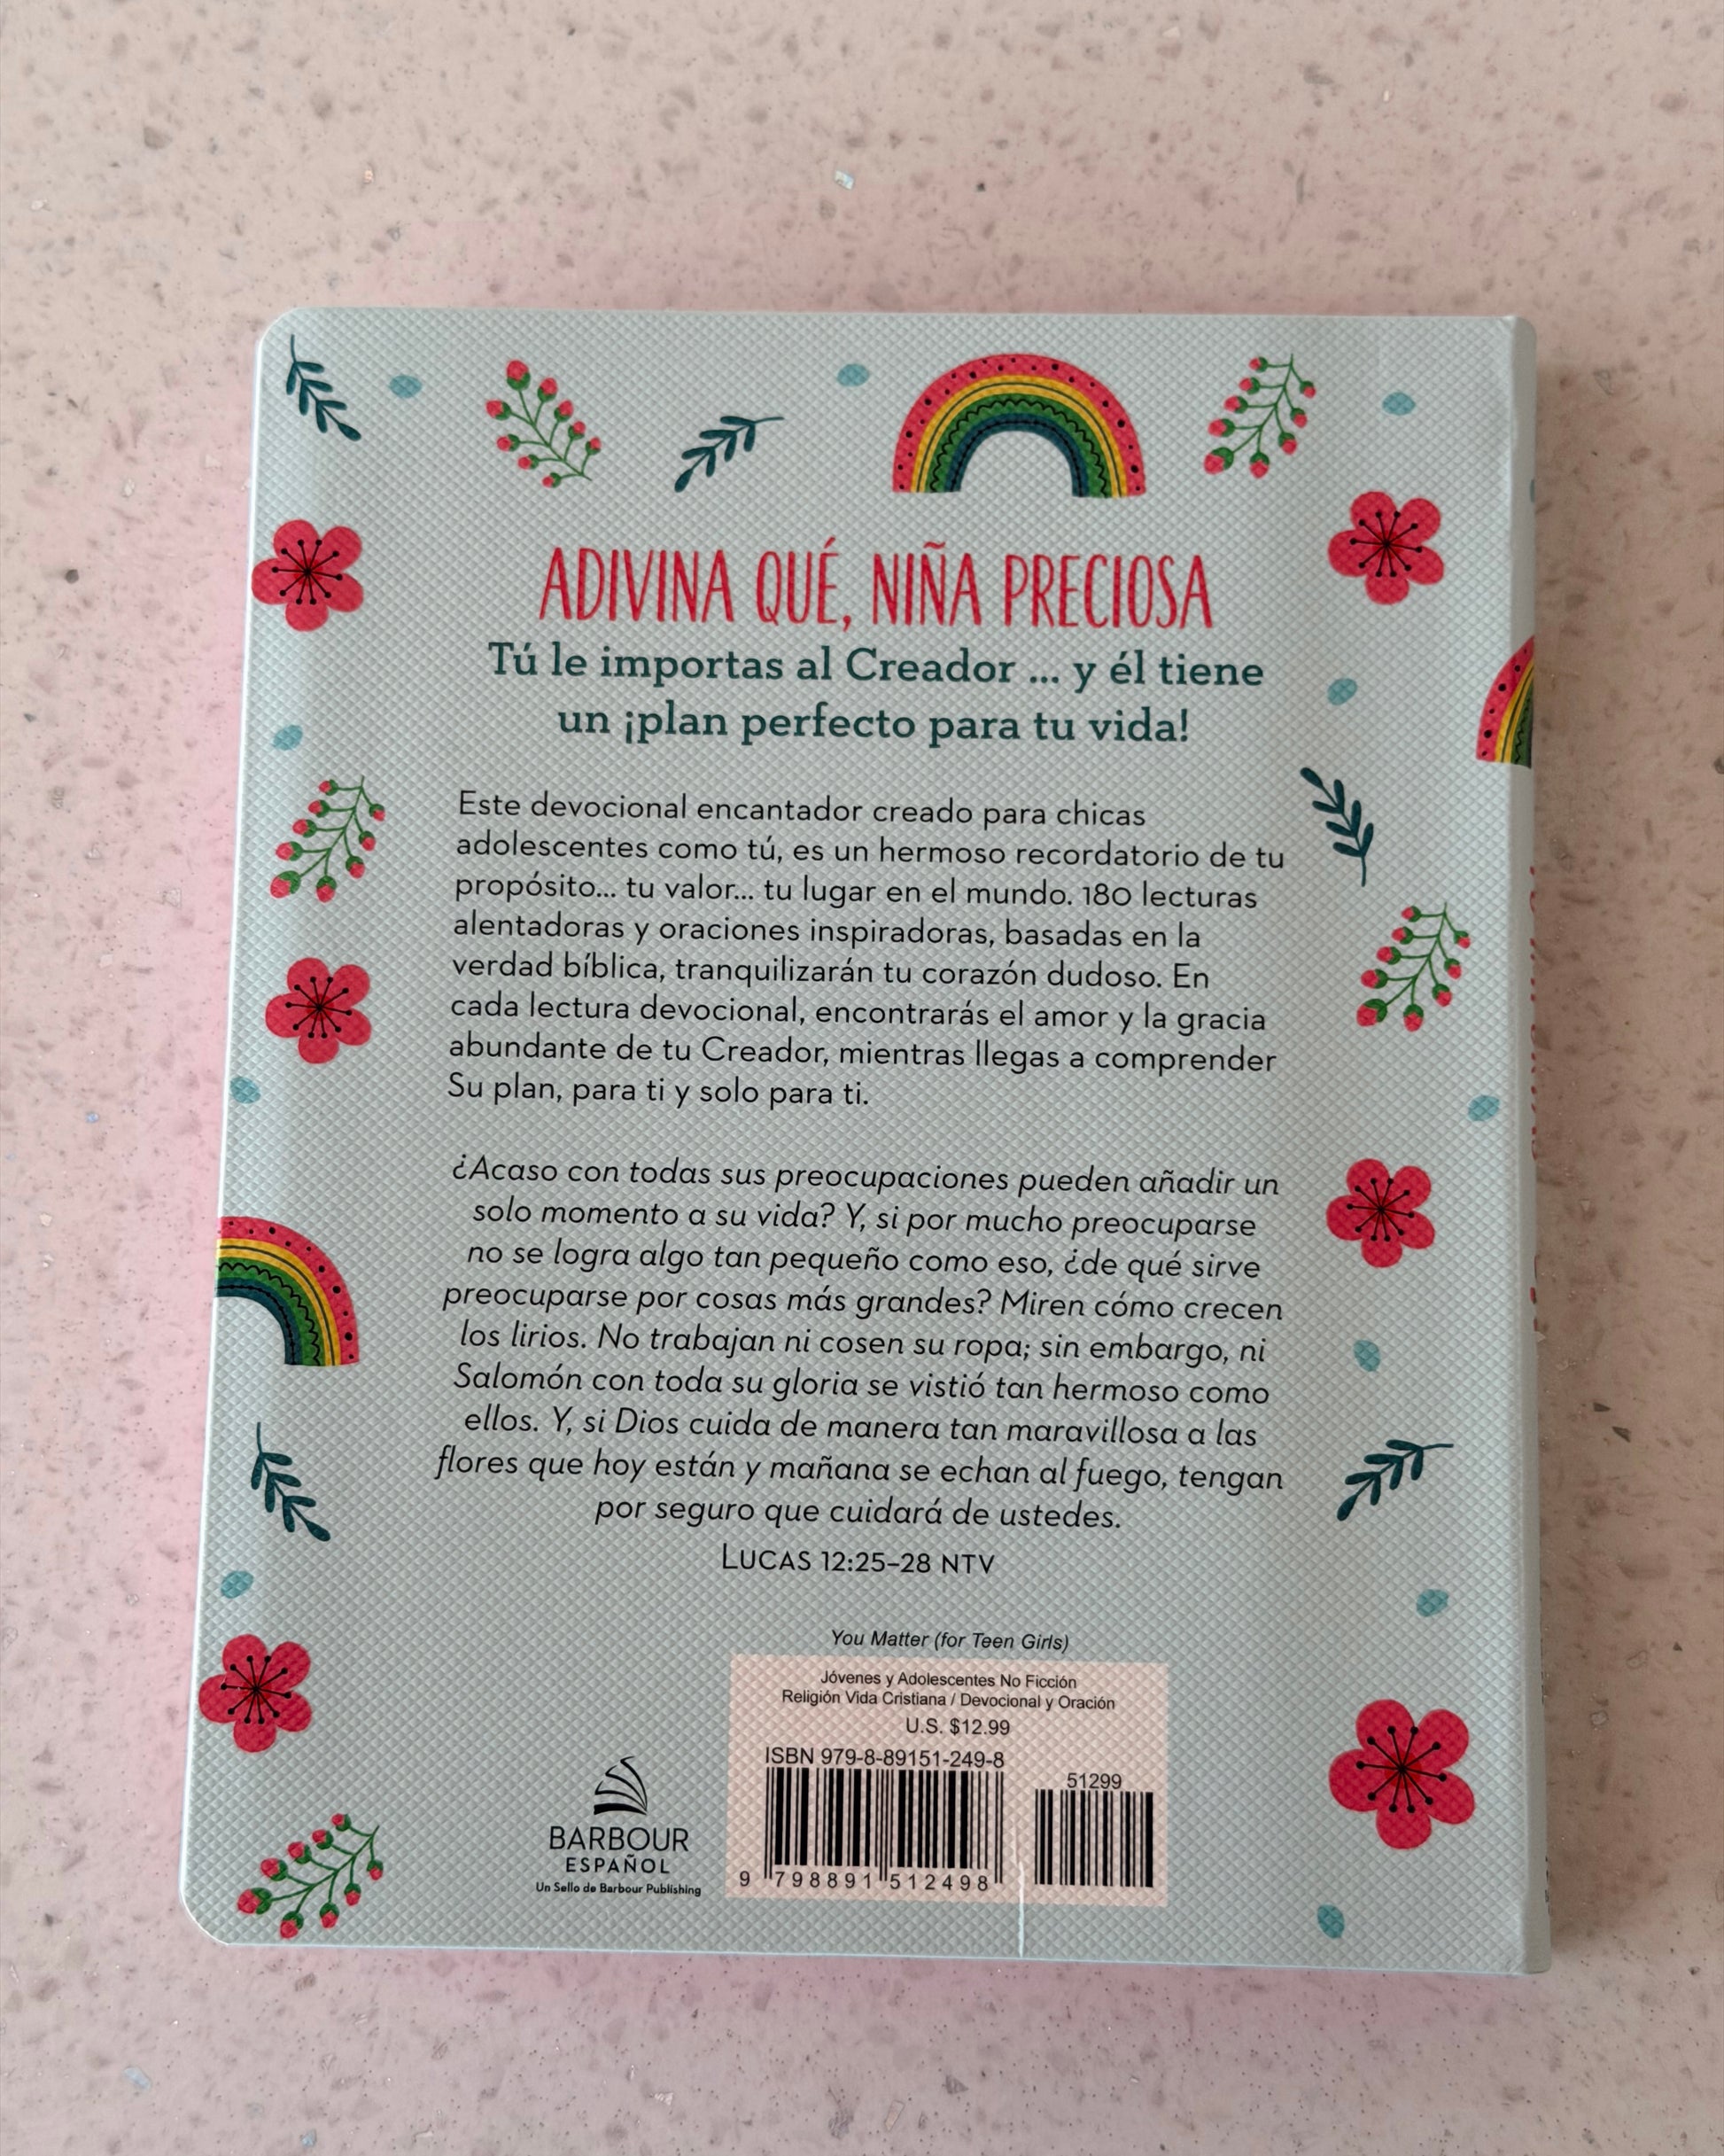 ADIVINA QUÉ, NIÑA PRECIOSA
Tú le importas al Creador ... y él tiene
un ¡plan perfecto para tu vida!
Este devocional encantador creado para chicas
adolescentes como tú, es un hermoso recordatorio de tu
propósito... tu valor... tu lugar en el mundo. 180 lecturas
alentadoras y oraciones inspiradoras, basadas en la
verdad bíblica, tranquilizarán tu corazón dudoso. En
cada lectura devocional, encontrarás el amor y la gracia
abundante de tu Creador, mientras llegas a comprender
Su plan, para ti y solo para ti.
¿Acaso con todas sus preocupaciones pueden añadir un
solo momento a su vida? Y, si por mucho preocuparse
no se logra algo tan pequeño como eso, ¿de qué sirve
preocuparse por cosas más grandes? Miren cómo crecen
los lirios. No trabajan ni cosen su ropa; sin embargo, ni
Salomón con toda su gloria se vistió tan hermoso como
ellos. Y, si Dios cuida de manera tan maravillosa a las
flores que hoy están y mañana se echan al fuego, tengan
por seguro que cuidará de ustedes.
LUCAS 12:25–28 NTV
You Matter (for Teen Girls)
Jóvenes y Adolescentes No Ficción
Religión Vida Cristiana / Devocional y Oración
U.S. $12.99
ISBN 979-8-89151-249-8
51299
9 798891 512498
BARBOUR
ESPAÑOL
Un Sello de Barbour Publishing